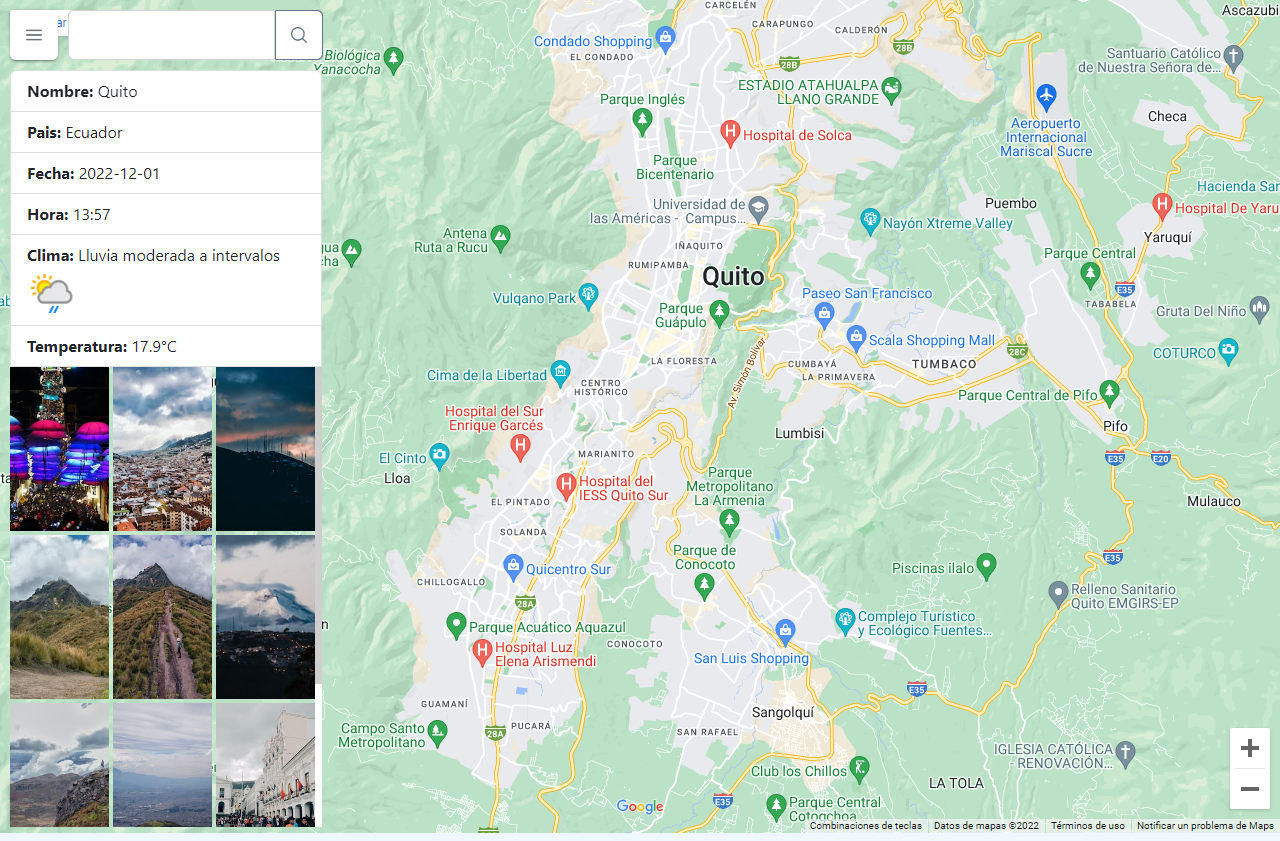 ar
Nombre: Quito
Pais: Ecuador
Fecha: 2022-12-01
Hora: 13:57
Clima: Lluvia moderada a intervalos
Temperatura: 17.9°C
CARCELÉN
Ascazubi
CARAPUNGO
CALDERÓN
Condado Shopping
EL CONDADO
28B
28B
Biológica
Yanacocha
Santuario Católico
de Nuestra Señora de...
ESTADIO ATAHUALPA
LLANO GRANDE
Parque Inglés
Checa
Aeropuerto
Internacional
Mariscal Sucre
Hospital de Solca
Parque
Bicentenario
Hacienda Sar
Universidad de
las Américas - Campus...
Puembo
Hospital De Yaru
Nayón Xtreme Valley
Yaruquí
Antena
Ruta a Rucu
IÑAQUITO
Parque Central
RUMIPAMBA
Quito
E35
Vulqano Park
Paseo San Francisco
TABABELA
Gruta Del Niño
Parque
Guápulo
Scala Shopping Mall
28C
COTURCO
LA FLORESTA
CUMBAYÁ
TUMBACO
LA PRIMAVERA
Av. Simón Bolívar
Cima de la Libertad
CENTRO
HISTÓRICO
Parque Central de Pifo
Hospital del Sur
Enrique Garcés
Lumbisi
Pifo
MARIANITO
El Cinto
Lloa
E35
E20
Parque
Metropolitano
La Armenia
Hospital del
IESS Quito Sur
EL PINTADO
Mulauco
SOLANDA
Parque de
Conocoto
E35
Quicentro Sur
Piscinas ilalo
CHILLOGALLO
28A
Relleno Sanitario
Quito EMGIRS-EP
Complejo Turístico
y Ecológico Fuentes...
Parque Acuático Aquazul
CONOCOTO
Hospital Luz
Elena Arismendi
San Luis Shopping
E35
GUAMANÍ
Sangolquí
Campo Santo
Metropolitano
PUCARÁ
28A
SAN RAFAEL
IGLESIA CATÓLICA
- RENOVACIÓN...
Club los Chillos
LA TOLA
Google
E35
Parque Central
Cotogchoa
Combinaciones de teclas
Datos de mapas ©2022
Términos de uso
Notificar un problema de Maps